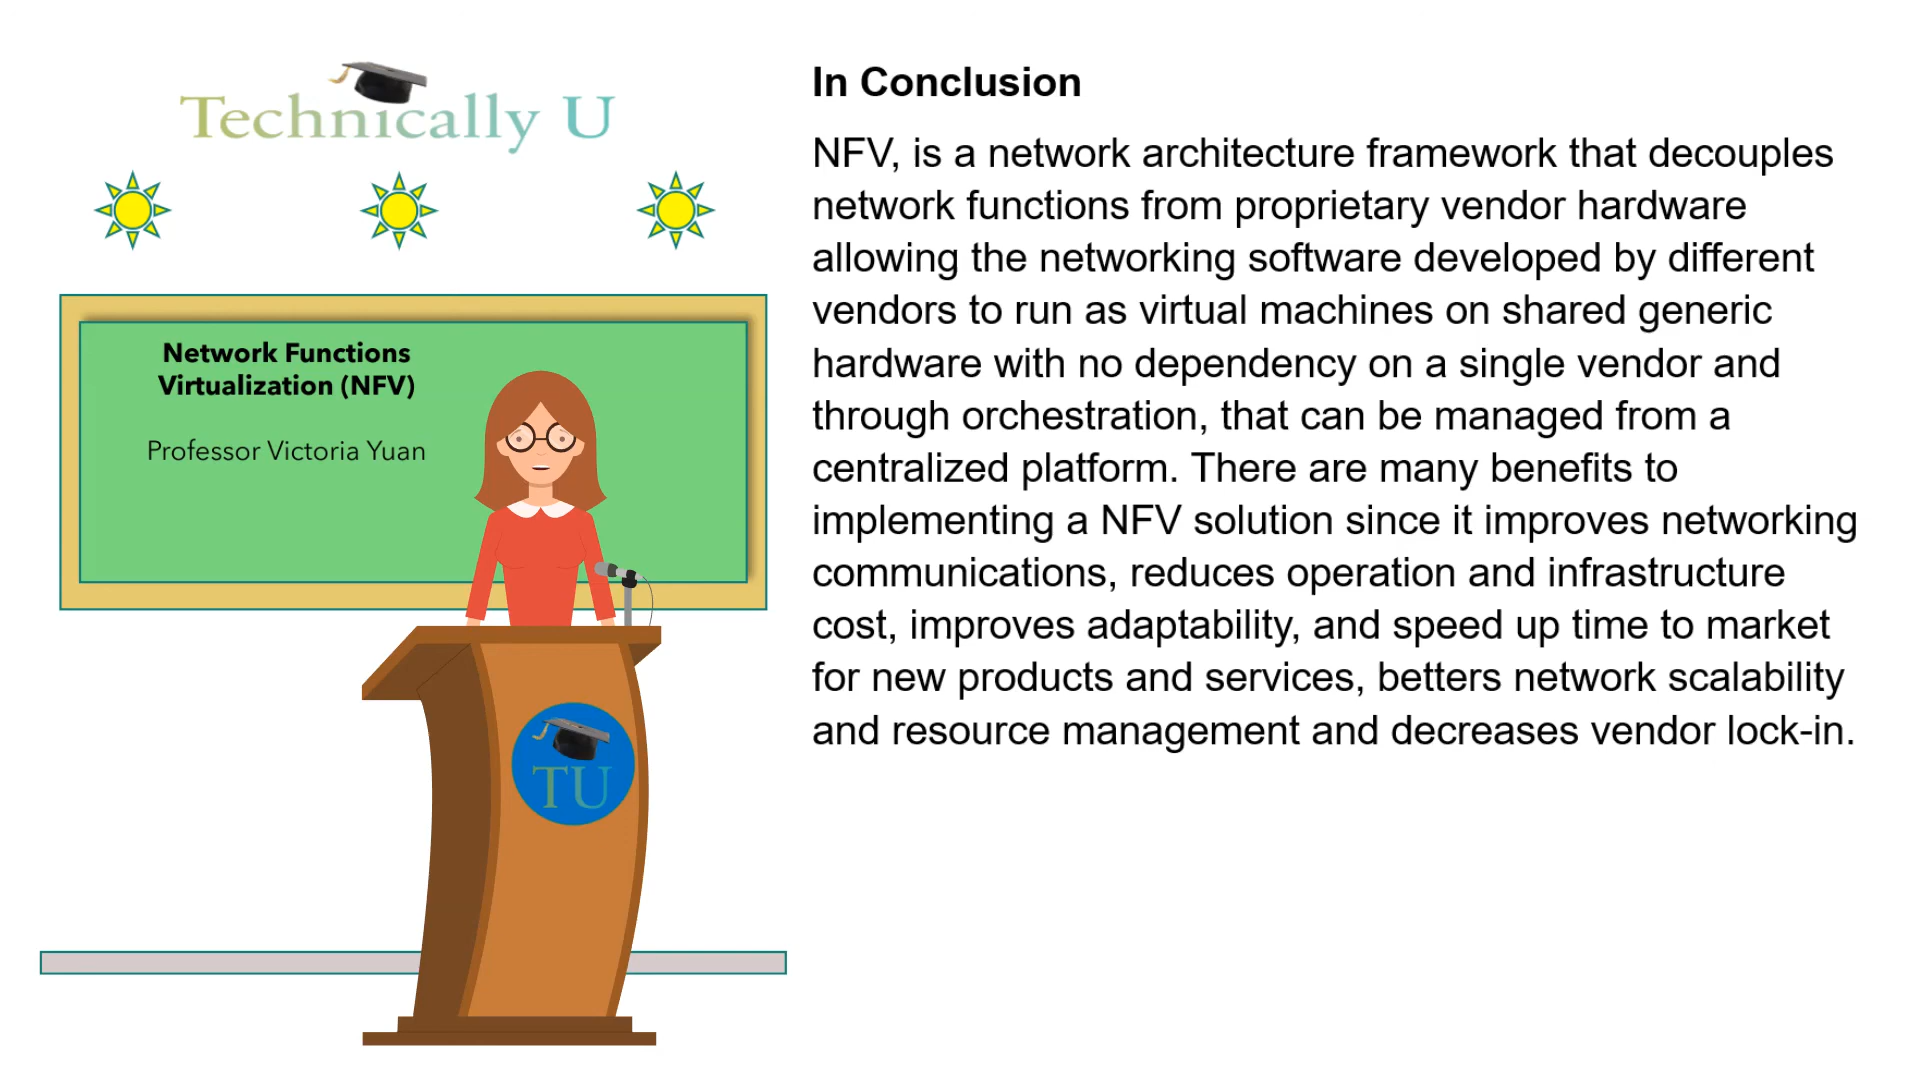 Technically U
Network Functions
Virtualization (NFV)
Professor Victoria Yuan
TU
In Conclusion
NFV, is a network architecture framework that decouples
network functions from proprietary vendor hardware
allowing the networking software developed by different
vendors to run as virtual machines on shared generic
hardware with no dependency on a single vendor and
through orchestration, that can be managed from a
centralized platform. There are many benefits to
implementing a NFV solution since it improves networking
communications, reduces operation and infrastructure
cost, improves adaptability, and speed up time to market
for new products and services, betters network scalability
and resource management and decreases vendor lock-in.